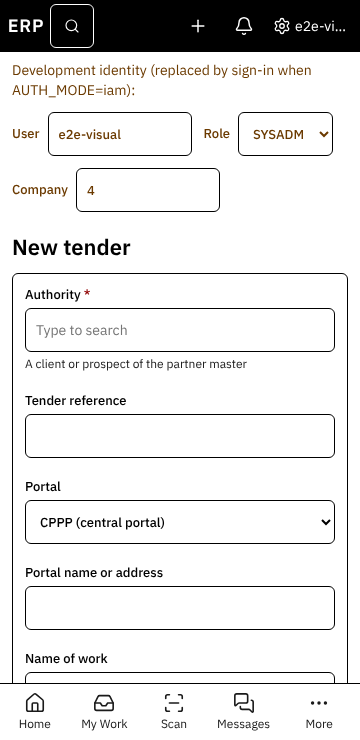 ERP
e2e-vi...
Development identity (replaced by sign-in when
AUTH_MODE=iam):
User
e2e-visual
Role
SYSADM
Company
4
New tender
Authority *
Type to search
A client or prospect of the partner master
Tender reference
Portal
CPPP (central portal)
Portal name or address
Name of work
Home
My Work
Scan
Messages
More